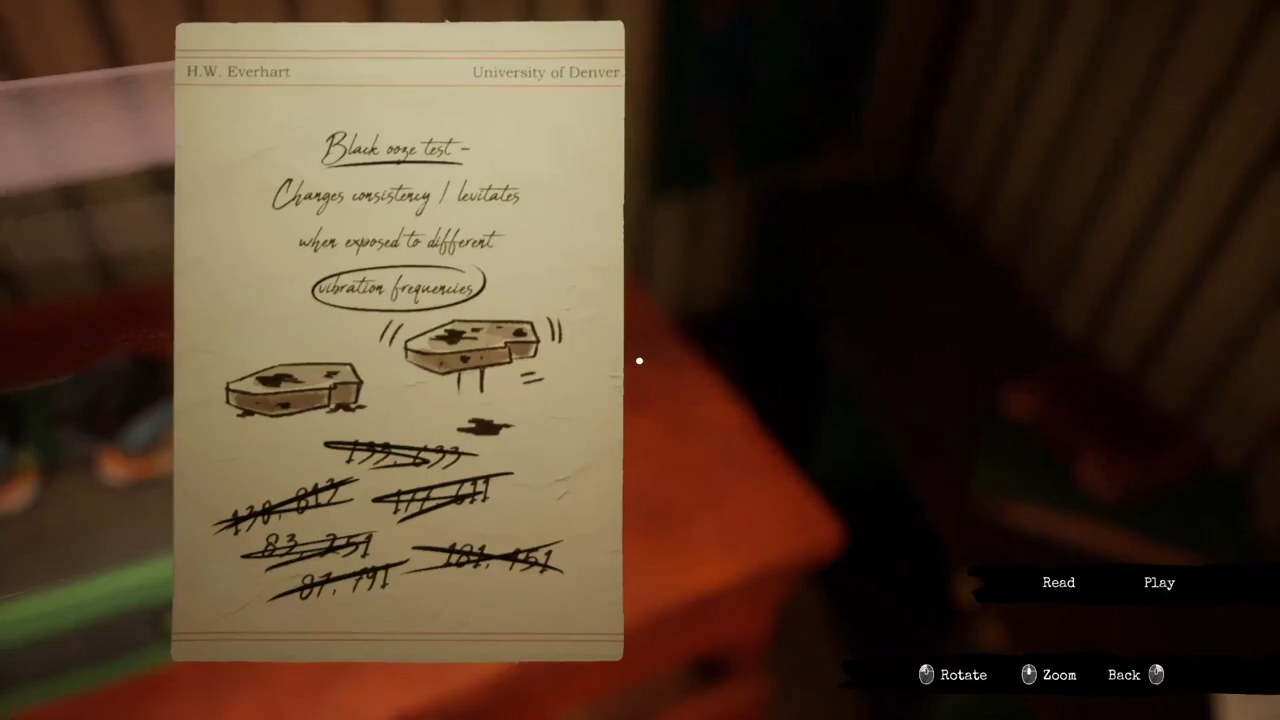 H.W. Everhart University of Denver
Black ooze test -
Changes consistency / levitates
when exposed to different
vibration frequencies
83, 251
87, 791
Read Play
Rotate Zoom Back